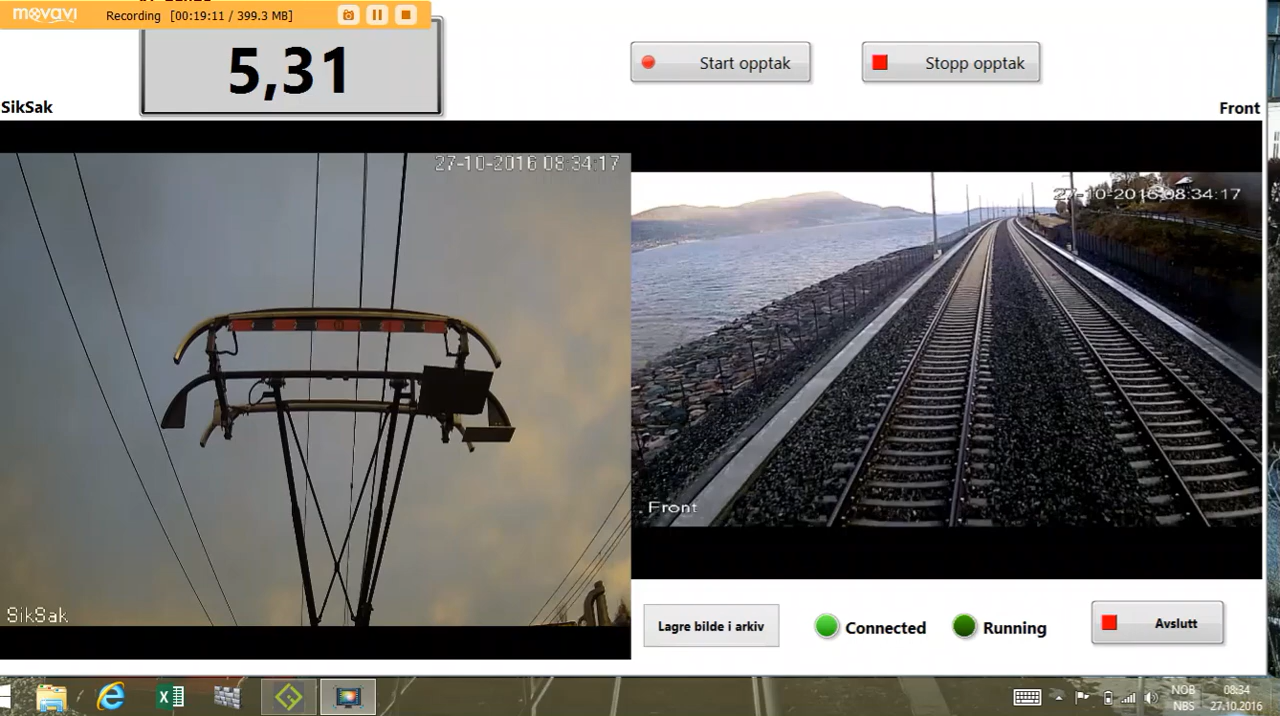 movavi
Recording [00:19:11 / 399.3 MB]
5,31
Start opptak
Stopp opptak
SikSak
Front
27-10-2016 08:34:17
27-10-2016 08:34:17
Front
SikSak
Lagre bilde i arkiv
Connected
Running
Avslutt
NOB
08:34
NBS
27.10.2016